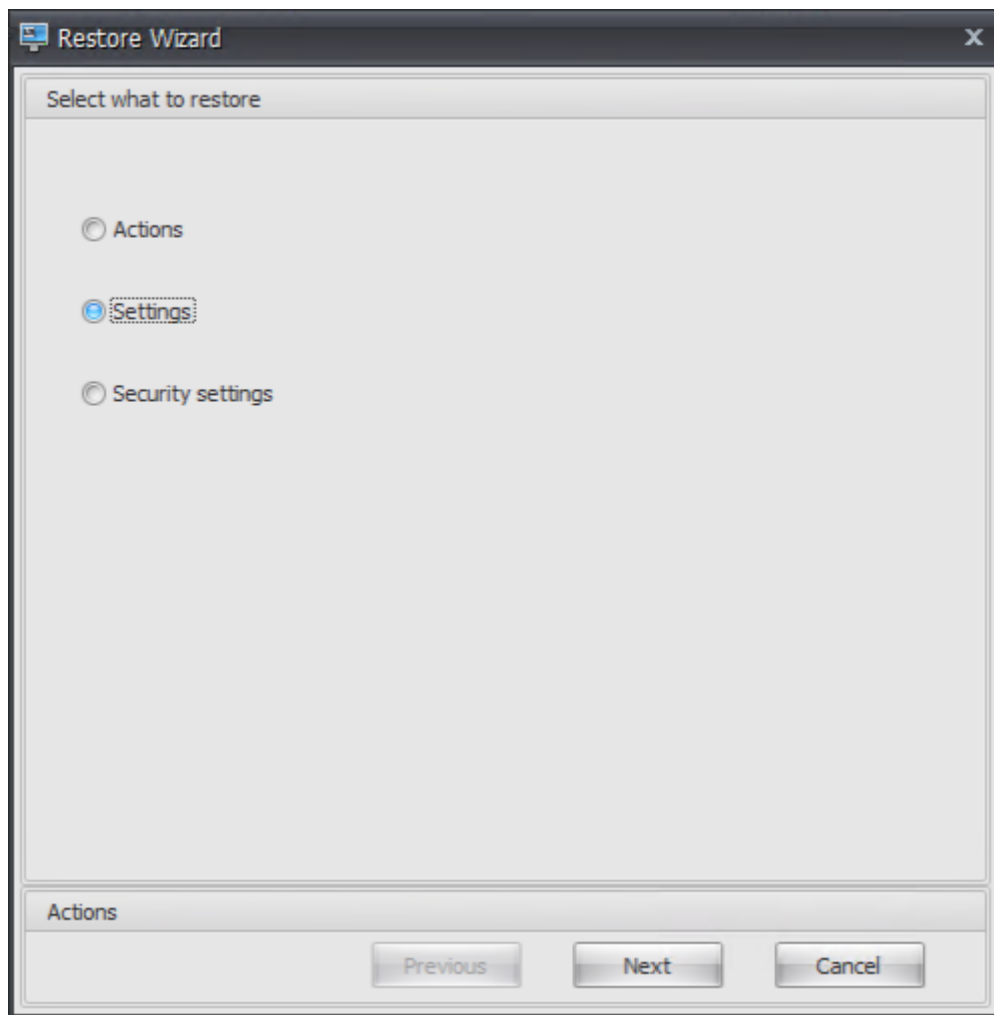 Restore Wizard
Select what to restore
Actions
Settings
Security settings
Actions
Previous Next Cancel